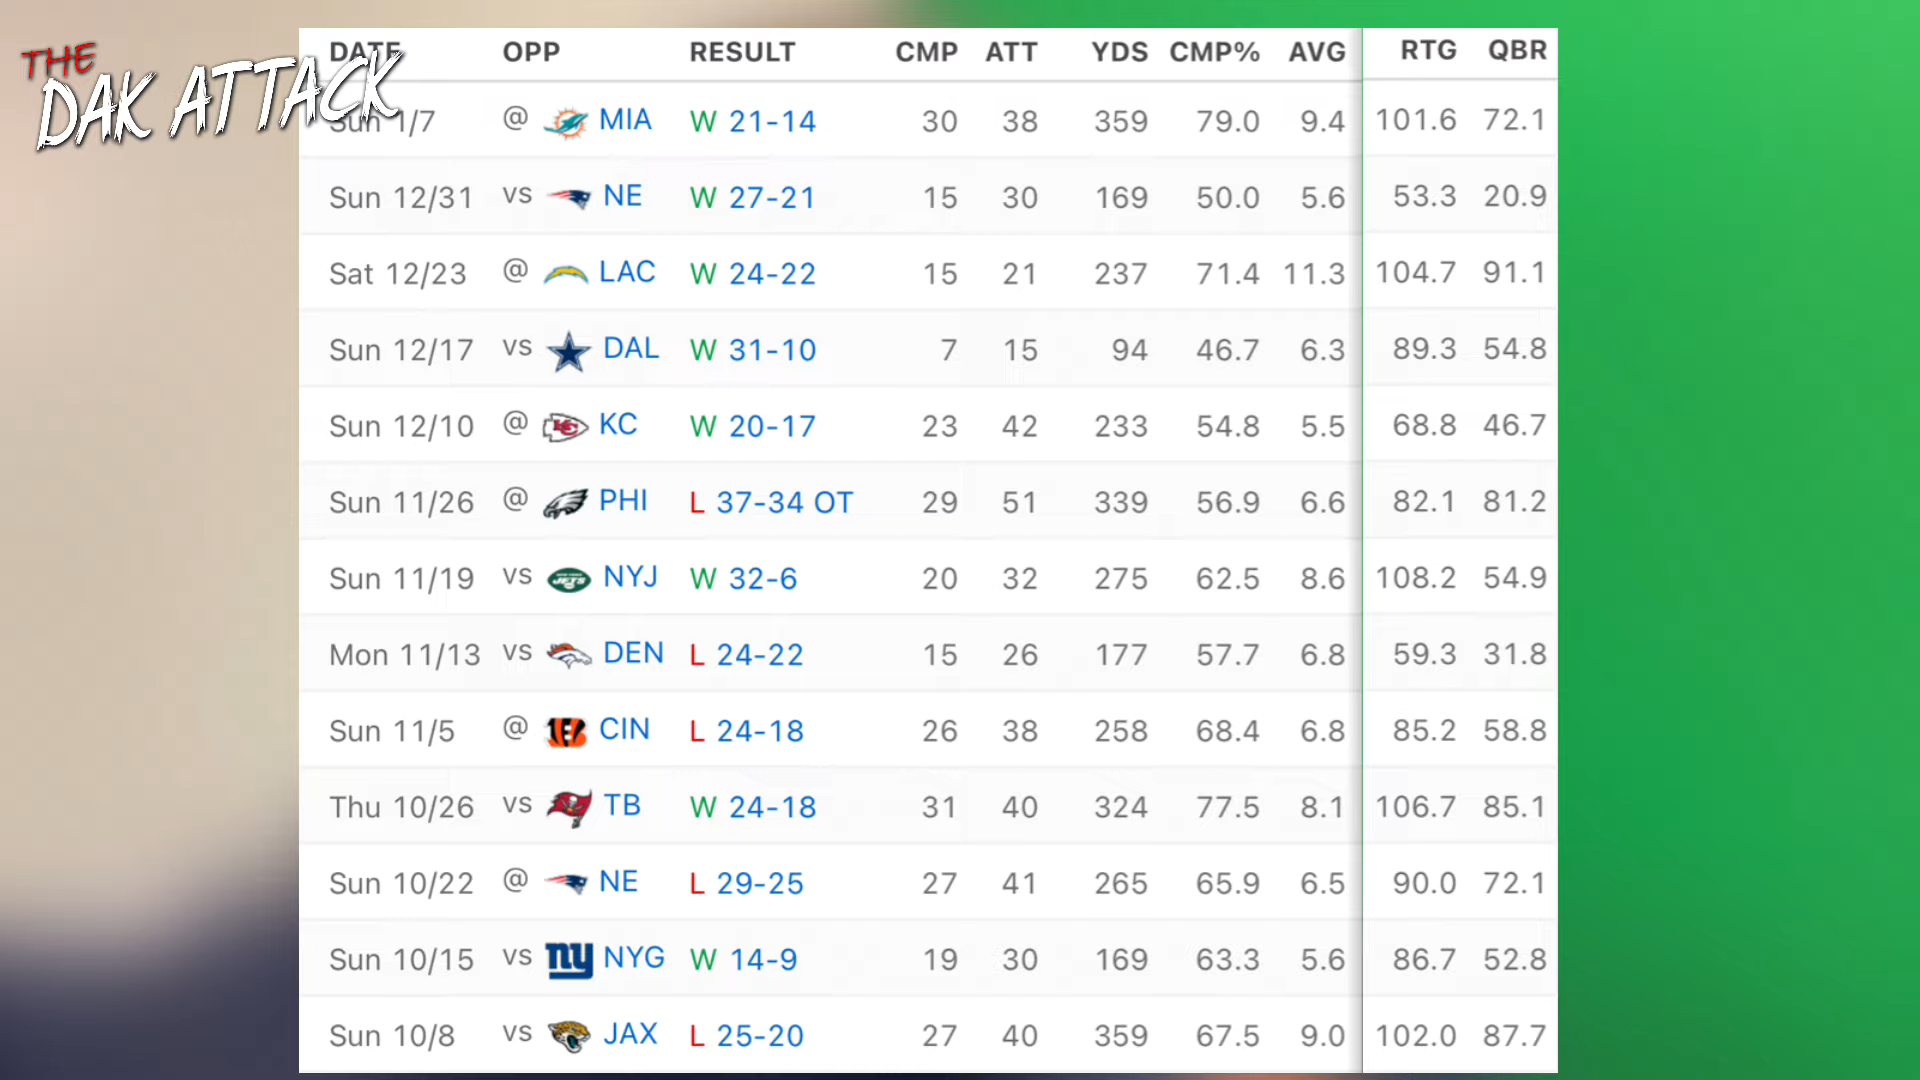 THE
DAK ATTACK
DATE OPP RESULT CMP ATT YDS CMP% AVG RTG QBR
Sun 1/7 @ MIA W 21-14 30 38 359 79.0 9.4 101.6 72.1
Sun 12/31 vs NE W 27-21 15 30 169 50.0 5.6 53.3 20.9
Sat 12/23 @ LAC W 24-22 15 21 237 71.4 11.3 104.7 91.1
Sun 12/17 vs DAL W 31-10 7 15 94 46.7 6.3 89.3 54.8
Sun 12/10 @ KC W 20-17 23 42 233 54.8 5.5 68.8 46.7
Sun 11/26 @ PHI L 37-34 OT 29 51 339 56.9 6.6 82.1 81.2
Sun 11/19 vs JETS NYJ W 32-6 20 32 275 62.5 8.6 108.2 54.9
Mon 11/13 vs DEN L 24-22 15 26 177 57.7 6.8 59.3 31.8
Sun 11/5 @ CIN L 24-18 26 38 258 68.4 6.8 85.2 58.8
Thu 10/26 vs TB W 24-18 31 40 324 77.5 8.1 106.7 85.1
Sun 10/22 @ NE L 29-25 27 41 265 65.9 6.5 90.0 72.1
Sun 10/15 vs ny NYG W 14-9 19 30 169 63.3 5.6 86.7 52.8
Sun 10/8 vs JAX L 25-20 27 40 359 67.5 9.0 102.0 87.7